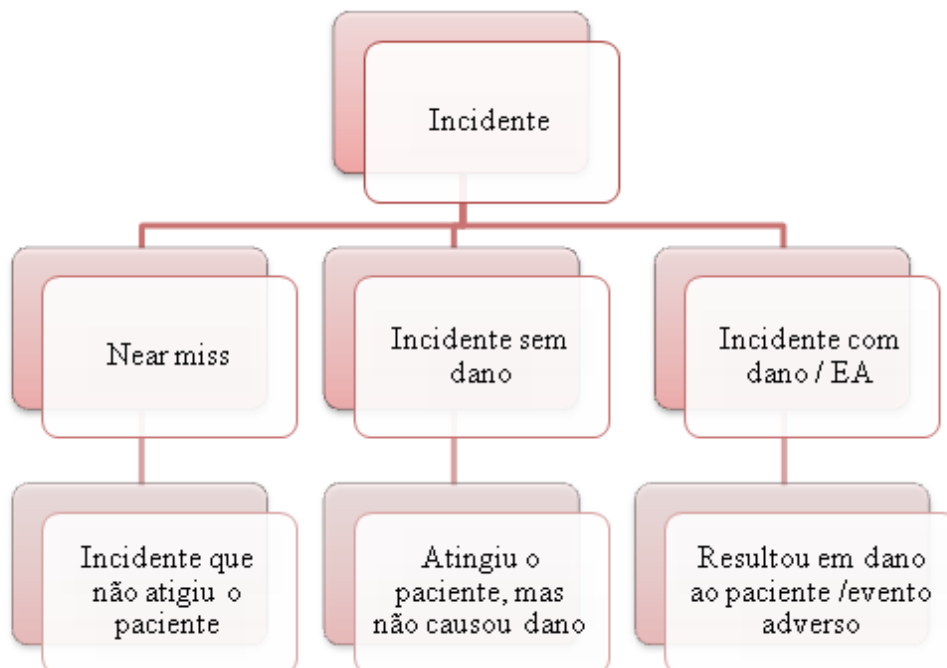 Incidente
Near miss
Incidente sem
dano
Incidente com
dano / EA
Incidente que
não atigiu o
paciente
Atingiu o
paciente, mas
não causou dano
Resultou em dano
ao paciente /evento
adverso